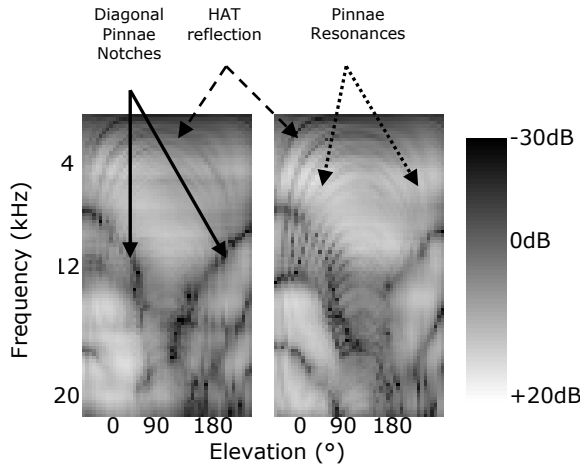 Diagonal
Pinnae
Notches
HAT
reflection
Pinnae
Resonances
4
12
20
Frequency (kHz)
0 90 180
0 90 180
Elevation (°)
-30dB
0dB
+20dB